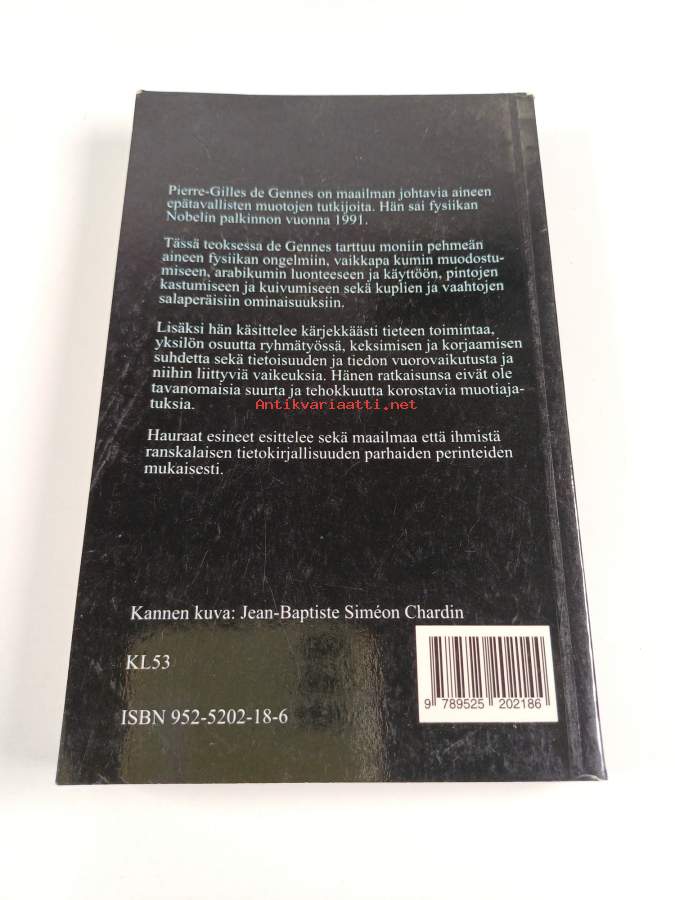 Pierre-Gilles de Gennes on maailman johtavia aineen
epätavallisten muotojen tutkijoita. Hän sai fysiikan
Nobelin palkinnon vuonna 1991.
Tässä teoksessa de Gennes tarttuu moniin pehmeän
aineen fysiikan ongelmiin, vaikkapa kumin muodostu-
miseen, arabikumin luonteeseen ja käyttöön, pintojen
kastumiseen ja kuivumiseen sekä kuplien ja vaahtojen
salaperäisiin ominaisuuksiin.
Lisäksi hän käsittelee kärjekkäästi tieteen toimintaa,
yksilön osuutta ryhmätyössä, keksimisen ja korjaamisen
suhdetta sekä tietoisuuden ja tiedon vuorovaikutusta ja
niihin liittyviä vaikeuksia. Hänen ratkaisunsa eivät ole
tavanomaisia suurta ja tehokkuutta korostavia muotiaja-
tuksia.
Antikvariaatti.net
Hauraat esineet esittelee sekä maailmaa että ihmistä
ranskalaisen tietokirjallisuuden parhaiden perinteiden
mukaisesti.
Kannen kuva: Jean-Baptiste Siméon Chardin
KL53
ISBN 952-5202-18-6
9 789525 202186